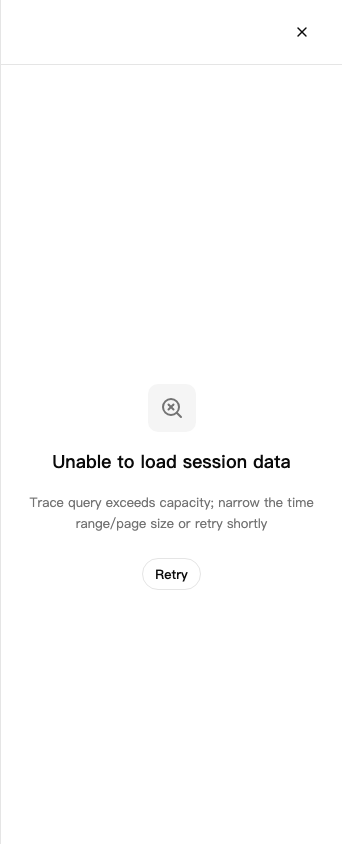 Unable to load session data
Trace query exceeds capacity; narrow the time
range/page size or retry shortly
Retry